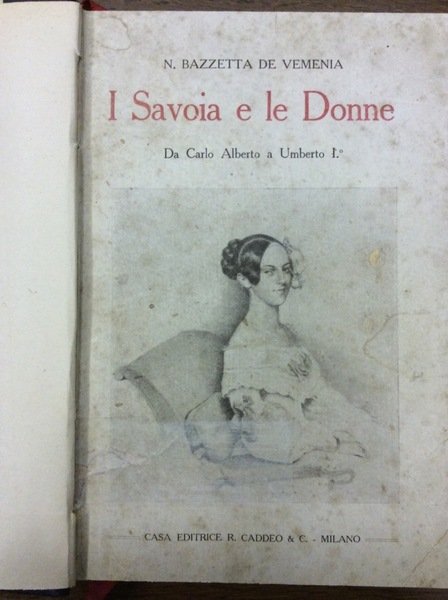 N. BAZZETTA DE VEMENIA
I Savoia e le Donne
Da Carlo Alberto a Umberto I.º
CASA EDITRICE R. CADDEO & C. - MILANO